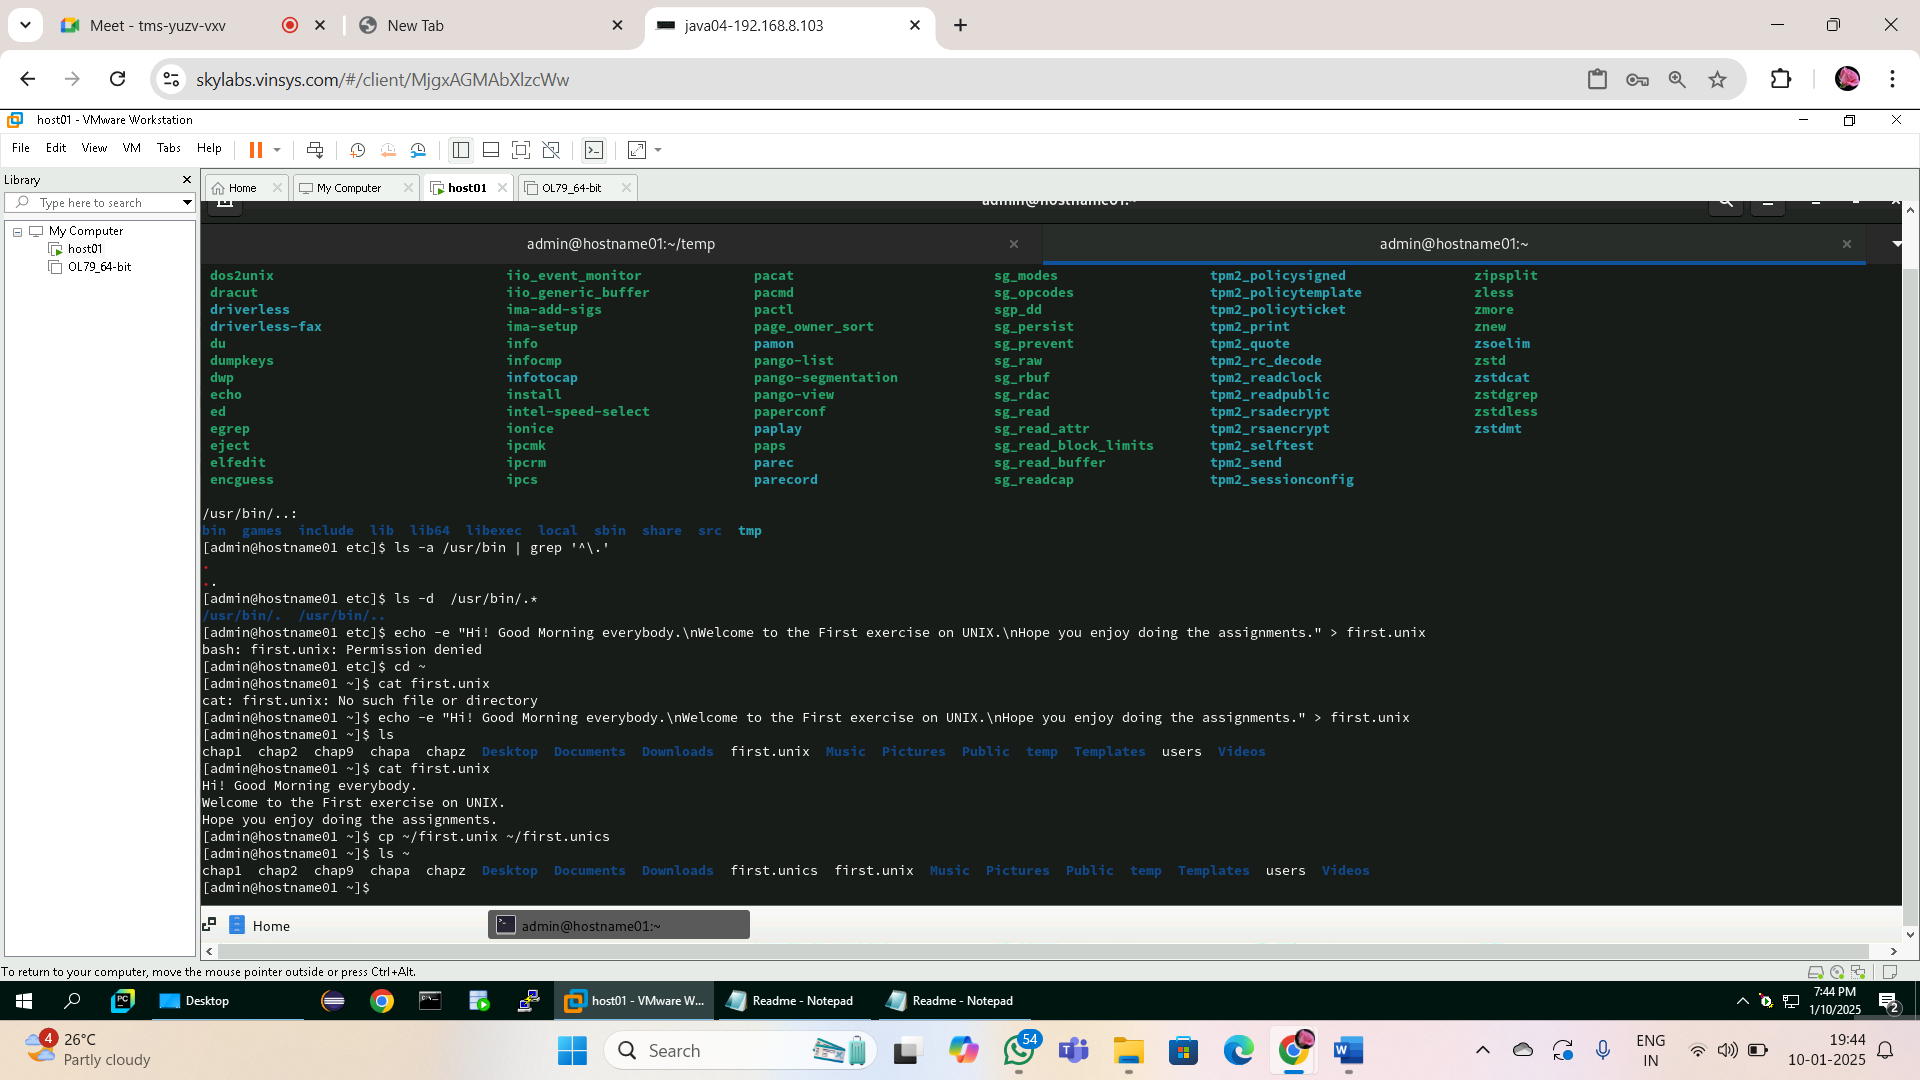 Meet - tms-yuzv-vxv
New Tab
java04-192.168.8.103
skylabs.vinsys.com/#/client/MjgxAGMAbXlzcWw
host01 - VMware Workstation
File Edit View VM Tabs Help
Library
Type here to search
My Computer
host01
OL79_64-bit
Home
My Computer
host01
OL79_64-bit
admin@hostname01:~
admin@hostname01:~/temp
admin@hostname01:~
dos2unix iio_event_monitor pacat sg_modes tpm2_policysigned zipsplit
dracut iio_generic_buffer pacmd sg_opcodes tpm2_policytemplate zless
driverless ima-add-sigs pactl sgp_dd tpm2_policyticket zmore
driverless-fax ima-setup page_owner_sort sg_persist tpm2_print znew
du info pamon sg_prevent tpm2_quote zsoelim
dumpkeys infocmp pango-list sg_raw tpm2_rc_decode zstd
dwp infotocap pango-segmentation sg_rbuf tpm2_readclock zstdcat
echo install pango-view sg_rdac tpm2_readpublic zstdgrep
ed intel-speed-select paperconf sg_read tpm2_rsadecrypt zstdless
egrep ionice paplay sg_read_attr tpm2_rsaencrypt zstdmt
eject ipcmk paps sg_read_block_limits tpm2_selftest
elfedit ipcrm parec sg_read_buffer tpm2_send
encguess ipcs parecord sg_readcap tpm2_sessionconfig
/usr/bin/..:
bin games include lib lib64 libexec local sbin share src tmp
[admin@hostname01 etc]$ ls -a /usr/bin | grep '^\.'
.
..
[admin@hostname01 etc]$ ls -d  /usr/bin/.*
/usr/bin/. /usr/bin/..
[admin@hostname01 etc]$ echo -e "Hi! Good Morning everybody.\nWelcome to the First exercise on UNIX.\nHope you enjoy doing the assignments." > first.unix
bash: first.unix: Permission denied
[admin@hostname01 etc]$ cd ~
[admin@hostname01 ~]$ cat first.unix
cat: first.unix: No such file or directory
[admin@hostname01 ~]$ echo -e "Hi! Good Morning everybody.\nWelcome to the First exercise on UNIX.\nHope you enjoy doing the assignments." > first.unix
[admin@hostname01 ~]$ ls
chap1 chap2 chap9 chapa chapz Desktop Documents Downloads first.unix Music Pictures Public temp Templates users Videos
[admin@hostname01 ~]$ cat first.unix
Hi! Good Morning everybody.
Welcome to the First exercise on UNIX.
Hope you enjoy doing the assignments.
[admin@hostname01 ~]$ cp ~/first.unix ~/first.unics
[admin@hostname01 ~]$ ls ~
chap1 chap2 chap9 chapa chapz Desktop Documents Downloads first.unics first.unix Music Pictures Public temp Templates users Videos
[admin@hostname01 ~]$
Home
admin@hostname01:~
To return to your computer, move the mouse pointer outside or press Ctrl+Alt.
PC
Desktop
host01 - VMware W...
Readme - Notepad
Readme - Notepad
7:44 PM
1/10/2025
2
4
26°C
Partly cloudy
Search
54
ENG
IN
19:44
10-01-2025